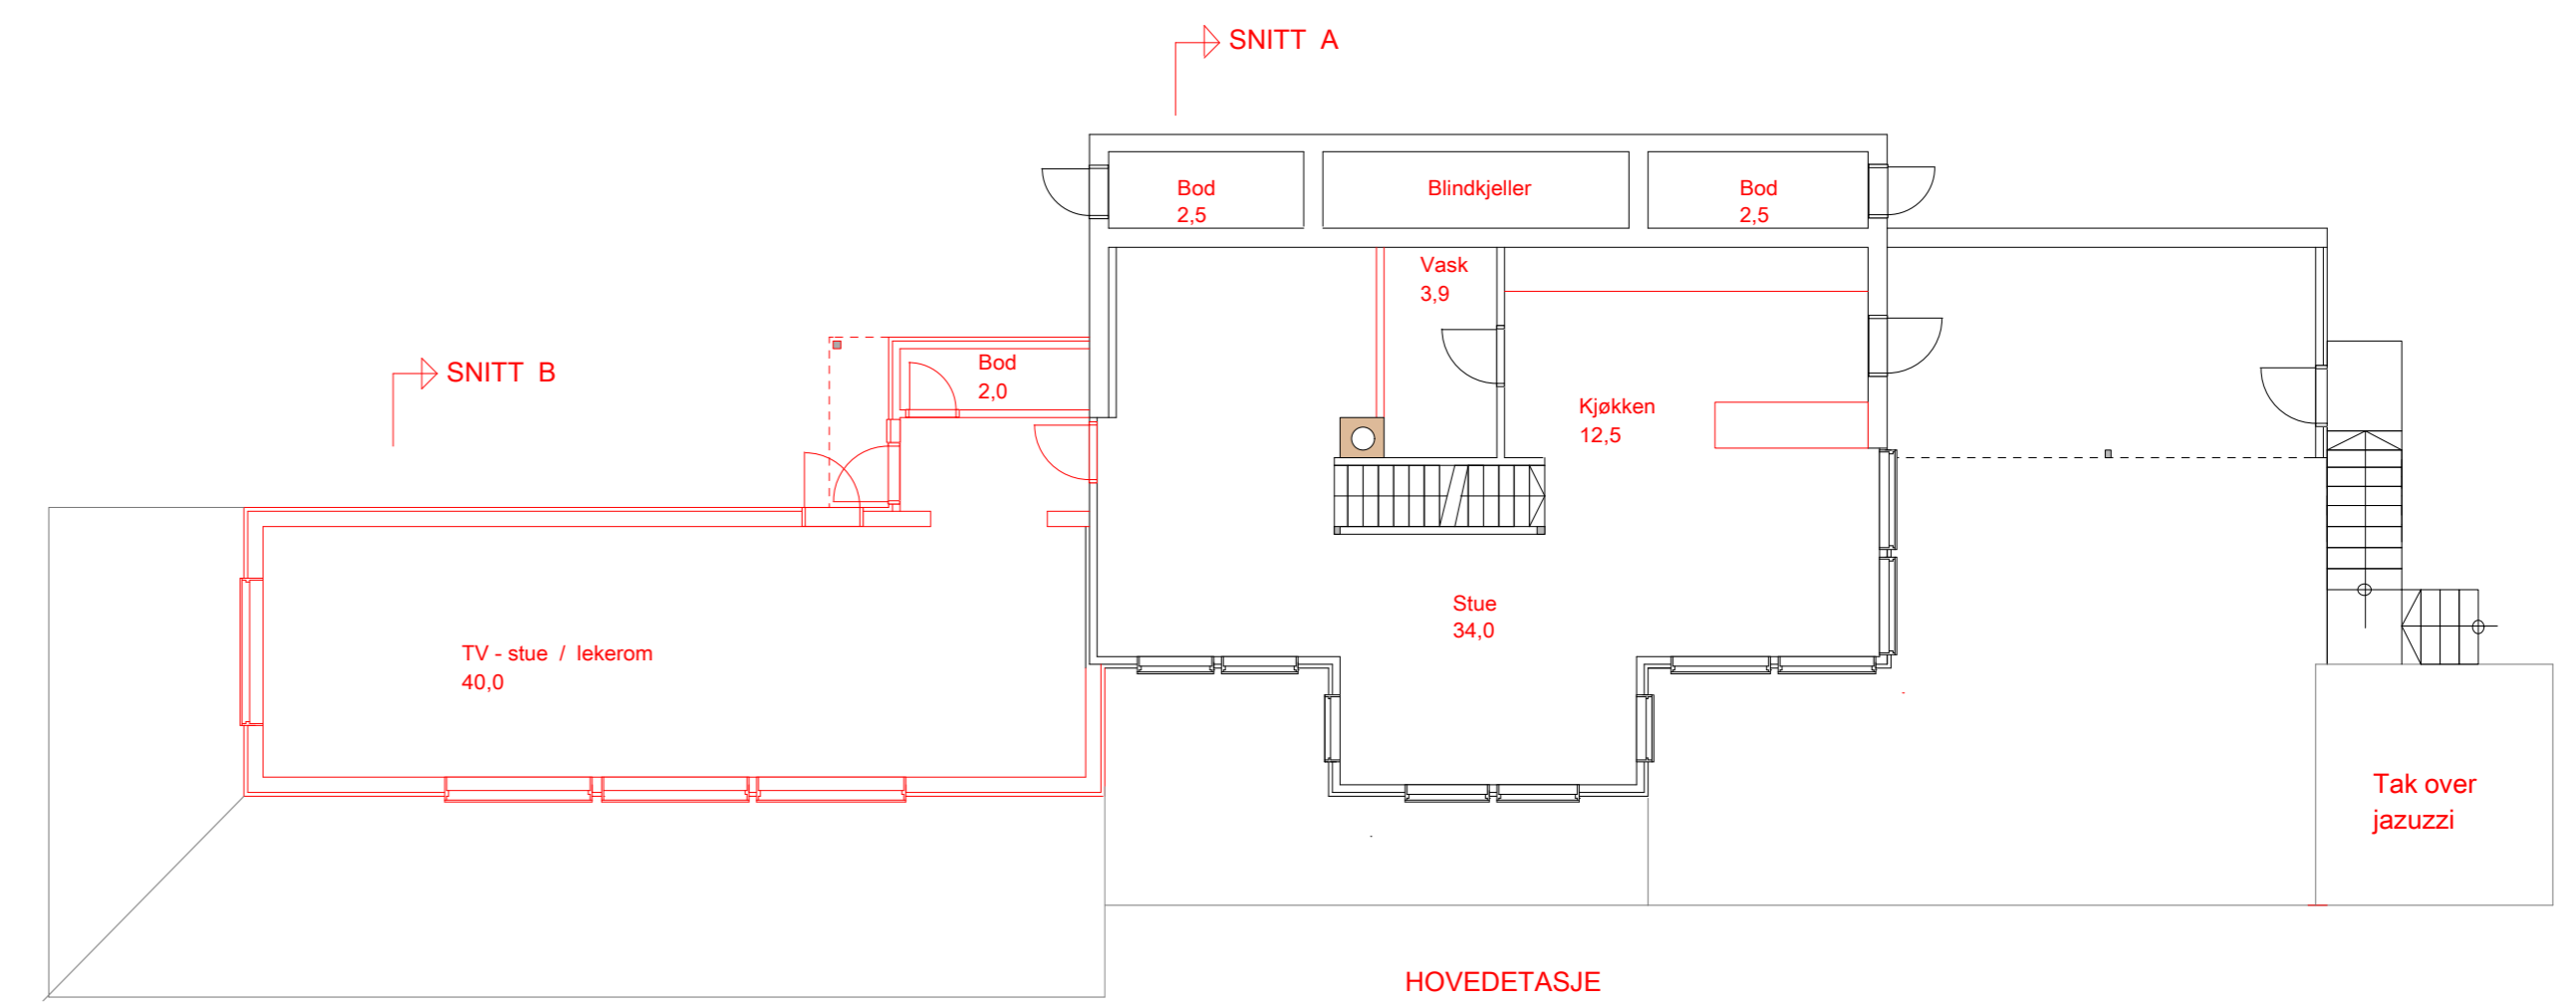 SNITT A
Bod
2,5
Blindkjeller
Bod
2,5
Vask
3,9
SNITT B
Bod
2,0
Kjøkken
12,5
Stue
34,0
TV - stue / lekerom
40,0
Tak over
jazuzzi
HOVEDETASJE